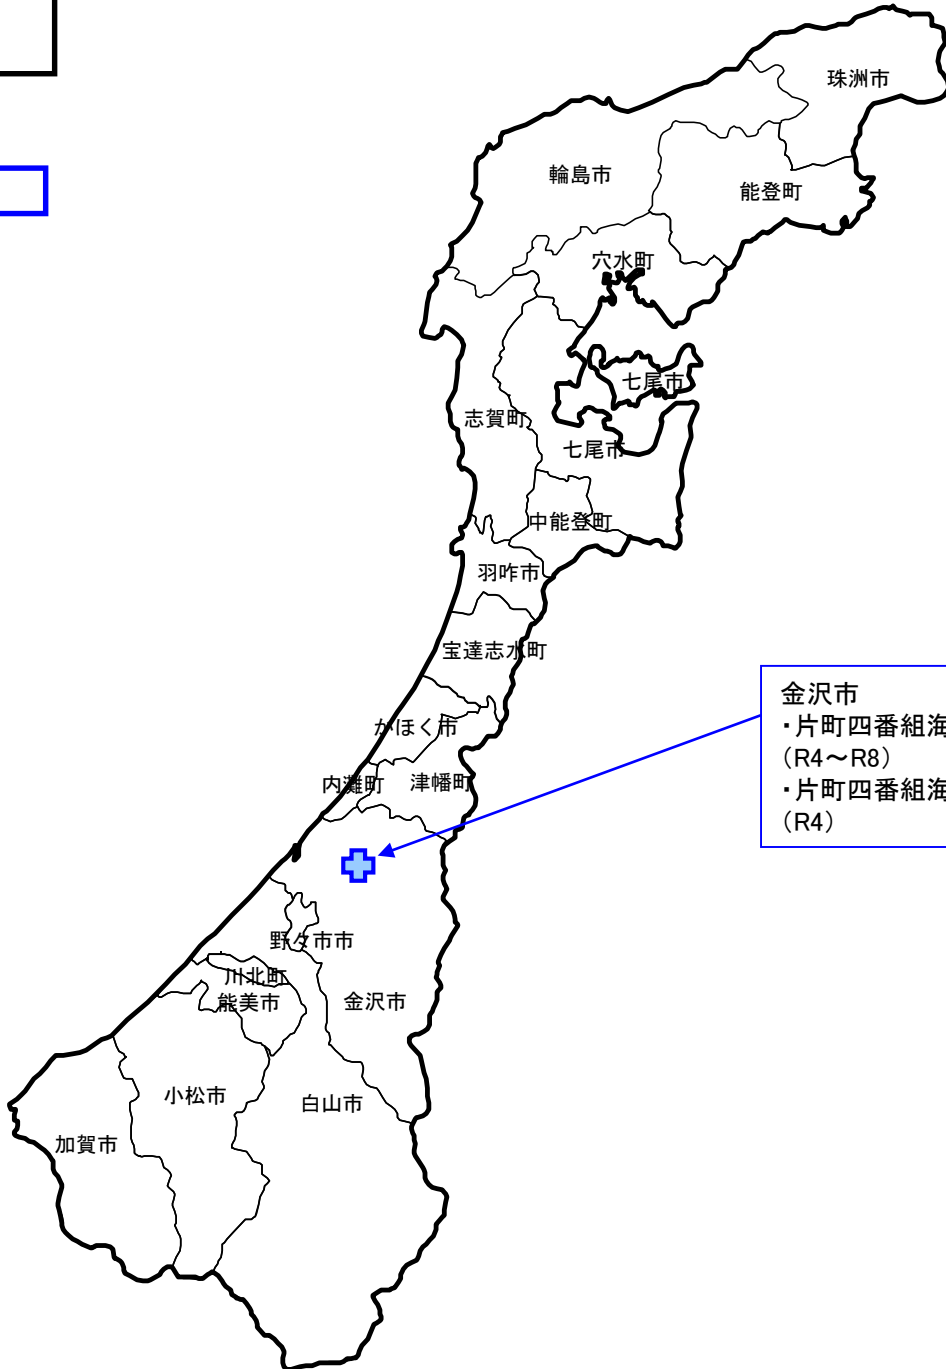 珠洲市
輪島市
能登町
穴水町
七尾市
志賀町
七尾市
中能登町
羽咋市
宝達志水町
かほく市
内灘町
津幡町
金沢市
・片町四番組海
(R4～R8)
・片町四番組海
(R4)
野々市市
川北町
能美市
金沢市
小松市
白山市
加賀市